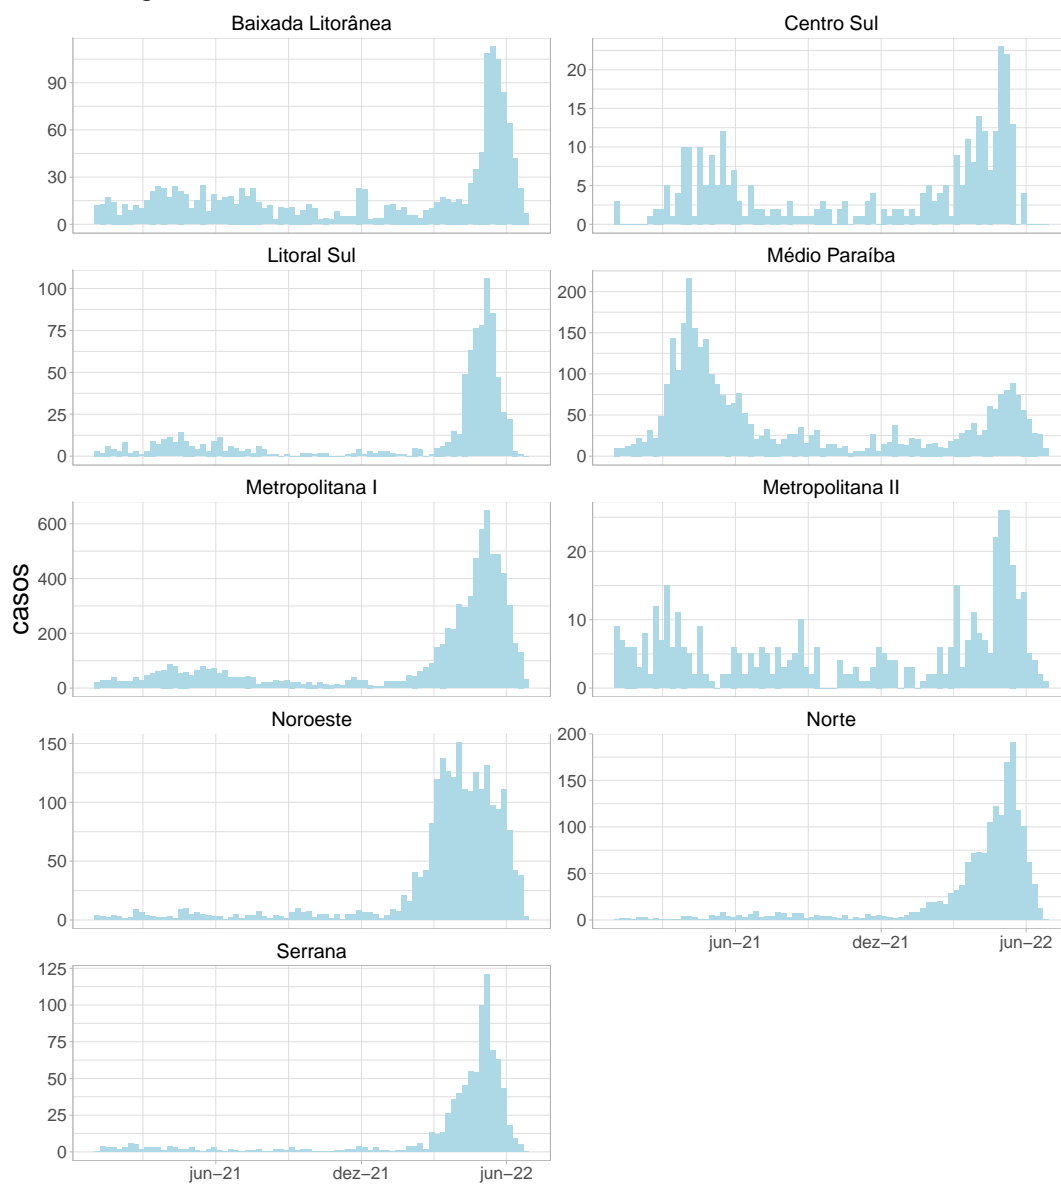 Baixada Litorânea
Centro Sul
90
60
30
0
20
15
10
5
0
Litoral Sul
Médio Paraíba
100
75
50
25
0
200
150
100
50
0
Metropolitana I
Metropolitana II
600
400
200
0
20
10
0
casos
Noroeste
Norte
150
100
50
0
200
150
100
50
0
jun–21
dez–21
jun–22
Serrana
125
100
75
50
25
0
jun–21
dez–21
jun–22